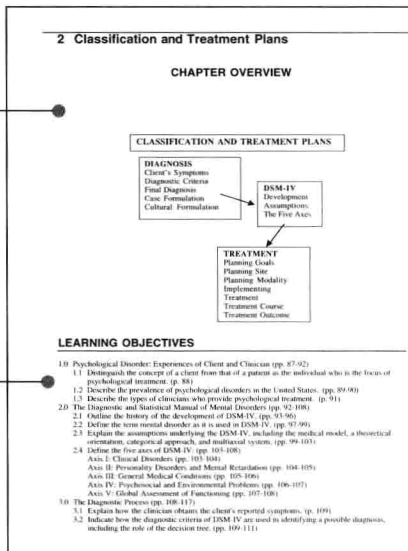 2 Classification and Treatment Plans
CHAPTER OVERVIEW
CLASSIFICATION AND TREATMENT PLANS
DIAGNOSIS
Client's Symptoms
Diagnostic Criteria
Final Diagnosis
Case Formulation
Cultural Formulation
DSM-IV
Development
Assumptions
The Five Axes
TREATMENT
Planning Goals
Planning Site
Planning Modality
Implementing
Treatment
Treatment Course
Treatment Outcome
LEARNING OBJECTIVES
1.0 Psychological Disorder: Experiences of Client and Clinician (pp. 87-92)
1.1 Distinguish the concept of a client from that of a patient as the individual who is the focus of
psychological treatment. (p. 88)
1.2 Describe the prevalence of psychological disorders in the United States. (pp. 89-90)
1.3 Describe the types of clinicians who provide psychological treatment. (p. 91)
2.0 The Diagnostic and Statistical Manual of Mental Disorders (pp. 92-108)
2.1 Outline the history of the development of DSM-IV. (pp. 93-96)
2.2 Define the term mental disorder as it is used in DSM-IV. (pp. 97-99)
2.3 Explain the assumptions underlying the DSM-IV, including the medical model, a theoretical
orientation, categorical approach, and multiaxial system. (pp. 99-103)
2.4 Define the five axes of DSM-IV: (pp. 103-108)
Axis I: Clinical Disorders (pp. 103-104)
Axis II: Personality Disorders and Mental Retardation (pp. 104-105)
Axis III: General Medical Conditions (pp. 105-106)
Axis IV: Psychosocial and Environmental Problems (pp. 106-107)
Axis V: Global Assessment of Functioning (pp. 107-108)
3.0 The Diagnostic Process (pp. 108-117)
3.1 Explain how the clinician obtains the client's reported symptoms. (p. 109)
3.2 Indicate how the diagnostic criteria of DSM-IV are used in identifying a possible diagnosis,
including the role of the decision tree. (pp. 109-111)